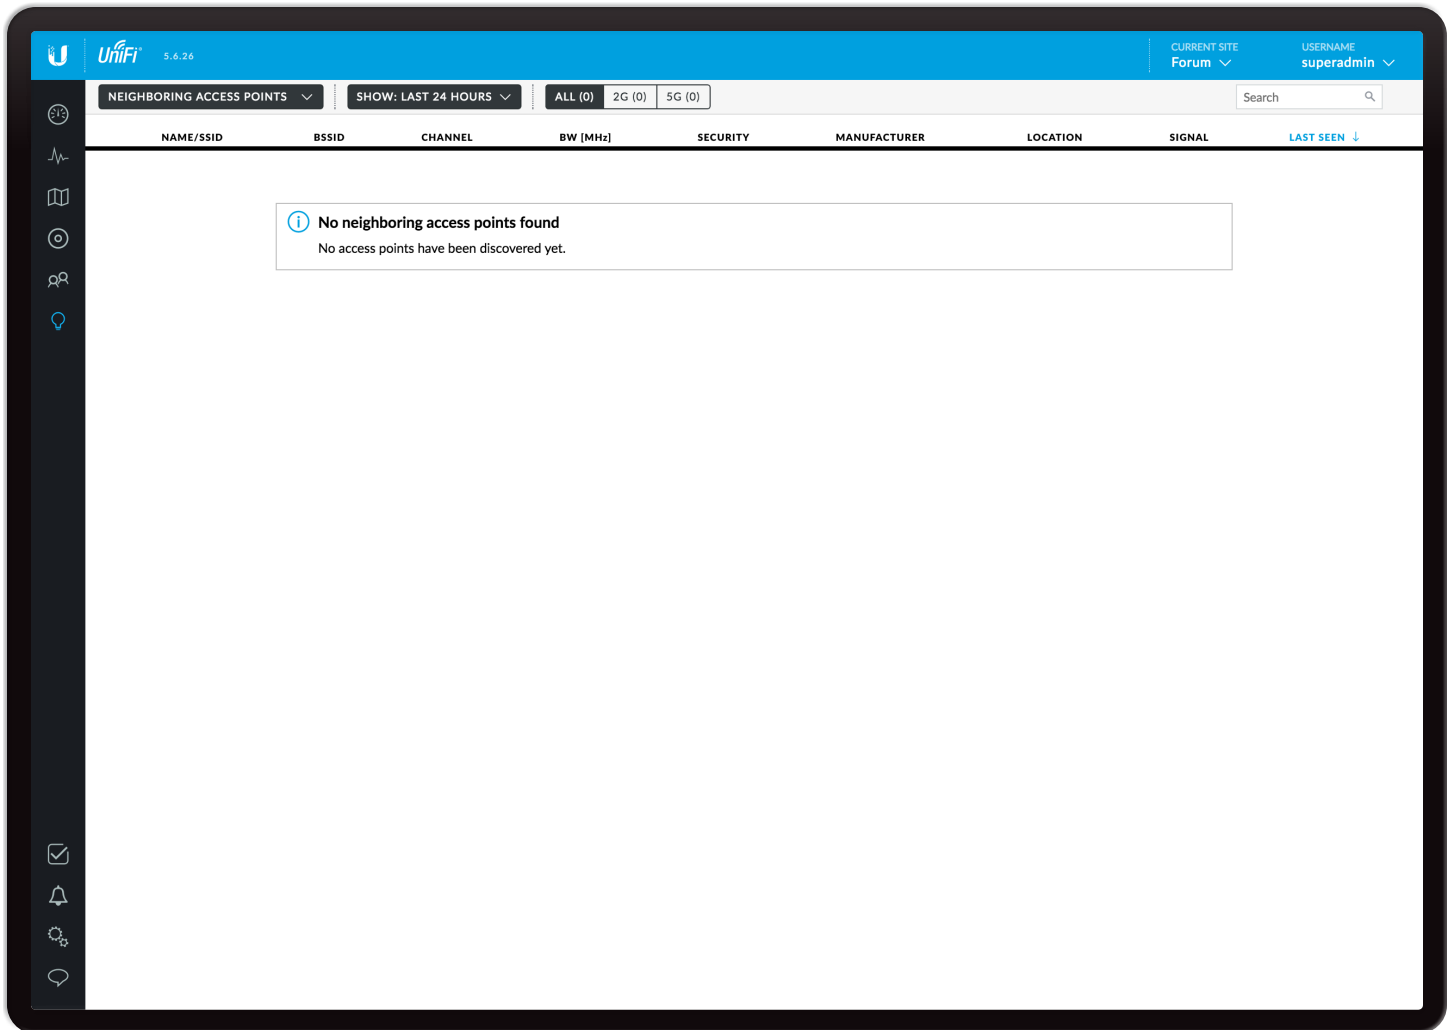 UniFi 5.6.26
CURRENT SITE
Forum
USERNAME
superadmin
NEIGHBORING ACCESS POINTS
SHOW: LAST 24 HOURS
ALL (0) 2G (0) 5G (0)
Search
NAME/SSID BSSID CHANNEL BW [MHz] SECURITY MANUFACTURER LOCATION SIGNAL LAST SEEN
No neighboring access points found
No access points have been discovered yet.